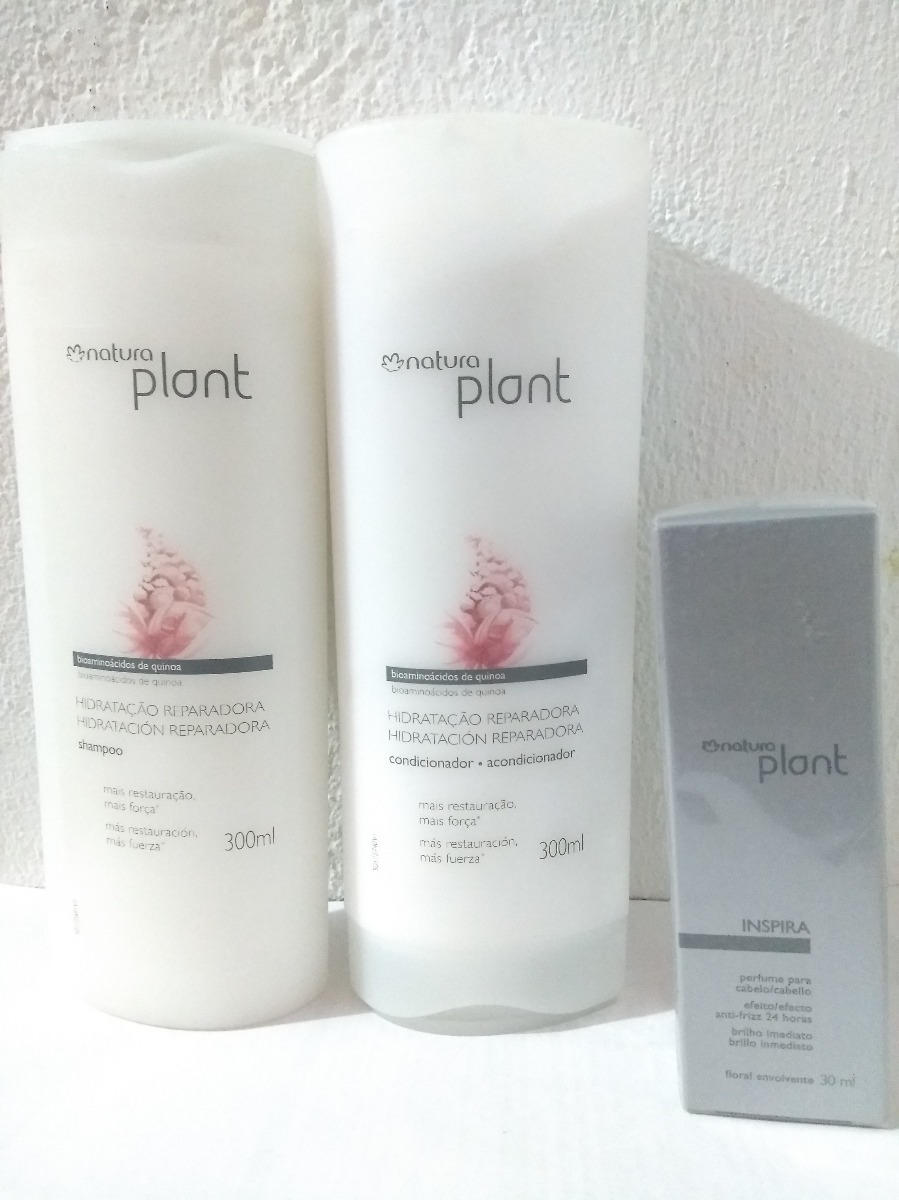 natura
plant
bioaminoácidos de quinoa
bioaminoácidos de quinoa
HIDRATAÇÃO REPARADORA
HIDRATACIÓN REPARADORA
shampoo
mais restauração,
mais força*
más restauración,
más fuerza*
300ml
natura
plant
bioaminoácidos de quinoa
bioaminoácidos de quinoa
HIDRATAÇÃO REPARADORA
HIDRATACIÓN REPARADORA
condicionador • acondicionador
mais restauração,
mais força*
más restauración,
más fuerza*
300ml
natura
plant
INSPIRA
perfume para
cabelo/cabello
efeito/efecto
anti-frizz 24 horas
brilho imediato
brillo inmediato
floral envolvente 30 ml